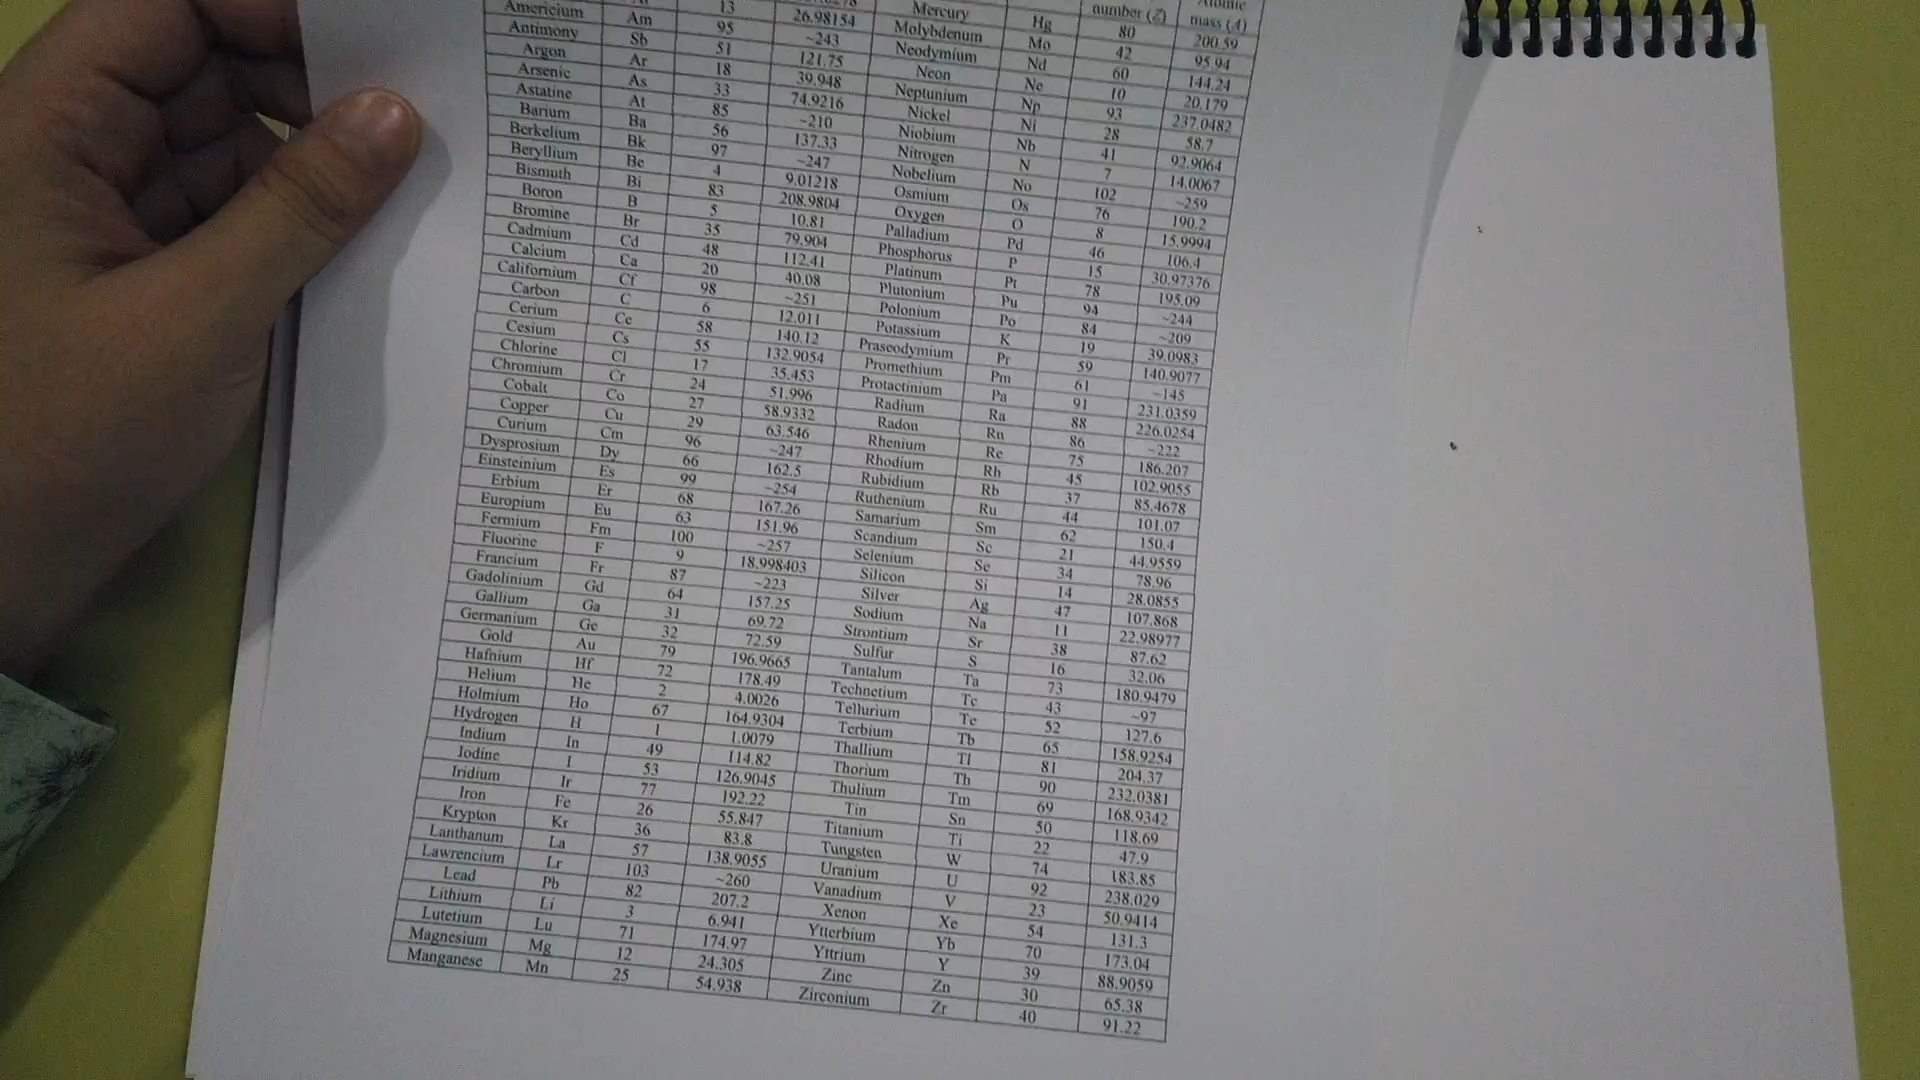 13 Mercury number (Z) Atomic
Americium Am 95 26.98154 Molybdenum Hg 80 mass (A)
Antimony Sb 51 ~243 Neodymium Mo 42 200.59
Argon Ar 18 121.75 Neon Nd 60 95.94
Arsenic As 33 39.948 Neptunium Ne 10 144.24
Astatine At 85 74.9216 Nickel Np 93 20.179
Barium Ba 56 ~210 Niobium Ni 28 237.0482
Berkelium Bk 97 137.33 Nitrogen Nb 41 58.7
Beryllium Be 4 ~247 Nobelium N 7 92.9064
Bismuth Bi 83 9.01218 Osmium No 102 14.0067
Boron B 5 208.9804 Oxygen Os 76 ~259
Bromine Br 35 10.81 Palladium O 8 190.2
Cadmium Cd 48 79.904 Phosphorus Pd 46 15.9994
Calcium Ca 20 112.41 Platinum P 15 106.4
Californium Cf 98 40.08 Plutonium Pt 78 30.97376
Carbon C 6 ~251 Polonium Pu 94 195.09
Cerium Ce 58 12.011 Potassium Po 84 ~244
Cesium Cs 55 140.12 Praseodymium K 19 ~209
Chlorine Cl 17 132.9054 Promethium Pr 59 39.0983
Chromium Cr 24 35.453 Protactinium Pm 61 140.9077
Cobalt Co 27 51.996 Radium Pa 91 ~145
Copper Cu 29 58.9332 Radon Ra 88 231.0359
Curium Cm 96 63.546 Rhenium Rn 86 226.0254
Dysprosium Dy 66 ~247 Rhodium Re 75 ~222
Einsteinium Es 99 162.5 Rubidium Rh 45 186.207
Erbium Er 68 ~254 Ruthenium Rb 37 102.9055
Europium Eu 63 167.26 Samarium Ru 44 85.4678
Fermium Fm 100 151.96 Scandium Sm 62 101.07
Fluorine F 9 ~257 Selenium Sc 21 150.4
Francium Fr 87 18.998403 Silicon Se 34 44.9559
Gadolinium Gd 64 ~223 Silver Si 14 78.96
Gallium Ga 31 157.25 Sodium Ag 47 28.0855
Germanium Ge 32 69.72 Strontium Na 11 107.868
Gold Au 79 72.59 Sulfur Sr 38 22.98977
Hafnium Hf 72 196.9665 Tantalum S 16 87.62
Helium He 2 178.49 Technetium Ta 73 32.06
Holmium Ho 67 4.0026 Tellurium Tc 43 180.9479
Hydrogen H 1 164.9304 Terbium Te 52 ~97
Indium In 49 1.0079 Thallium Tb 65 127.6
Iodine I 53 114.82 Thorium Tl 81 158.9254
Iridium Ir 77 126.9045 Thulium Th 90 204.37
Iron Fe 26 192.22 Tin Tm 69 232.0381
Krypton Kr 36 55.847 Titanium Sn 50 168.9342
Lanthanum La 57 83.8 Tungsten Ti 22 118.69
Lawrencium Lr 103 138.9055 Uranium W 74 47.9
Lead Pb 82 ~260 Vanadium U 92 183.85
Lithium Li 3 207.2 Xenon V 23 238.029
Lutetium Lu 71 6.941 Ytterbium Xe 54 50.9414
Magnesium Mg 12 174.97 Yttrium Yb 70 131.3
Manganese Mn 25 24.305 Zinc Y 39 173.04
54.938 Zirconium Zn 30 88.9059
Zr 40 65.38
91.22